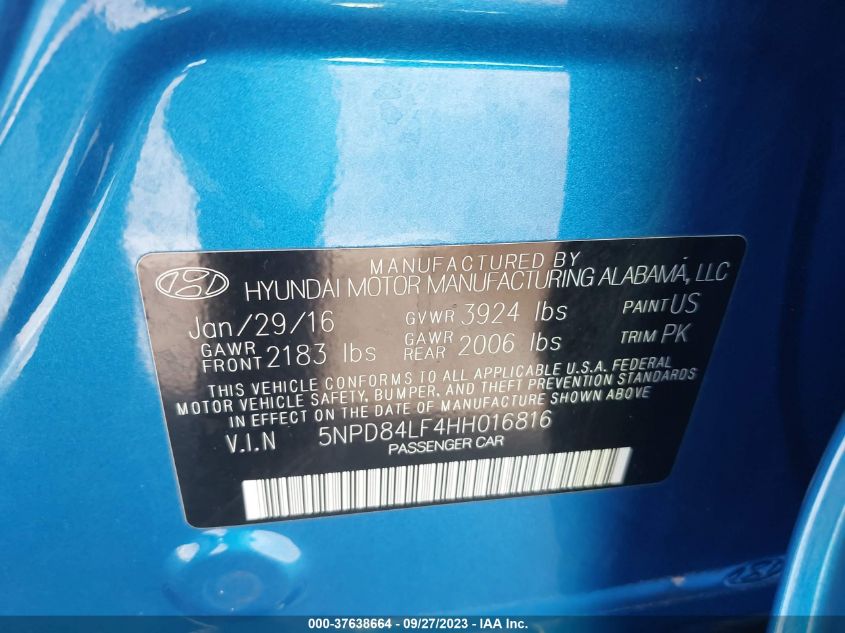 MANUFACTURED BY
HYUNDAI MOTOR MANUFACTURING ALABAMA, LLC
Jan/29/16 GVWR 3924 lbs PAINT US
GAWR FRONT 2183 lbs GAWR REAR 2006 lbs TRIM PK
THIS VEHICLE CONFORMS TO ALL APPLICABLE U.S.A. FEDERAL
MOTOR VEHICLE SAFETY, BUMPER, AND THEFT PREVENTION STANDARDS
IN EFFECT ON THE DATE OF MANUFACTURE SHOWN ABOVE
V.I.N 5NPD84LF4HH016816
PASSENGER CAR
000-37638664 - 09/27/2023 - IAA, Inc.